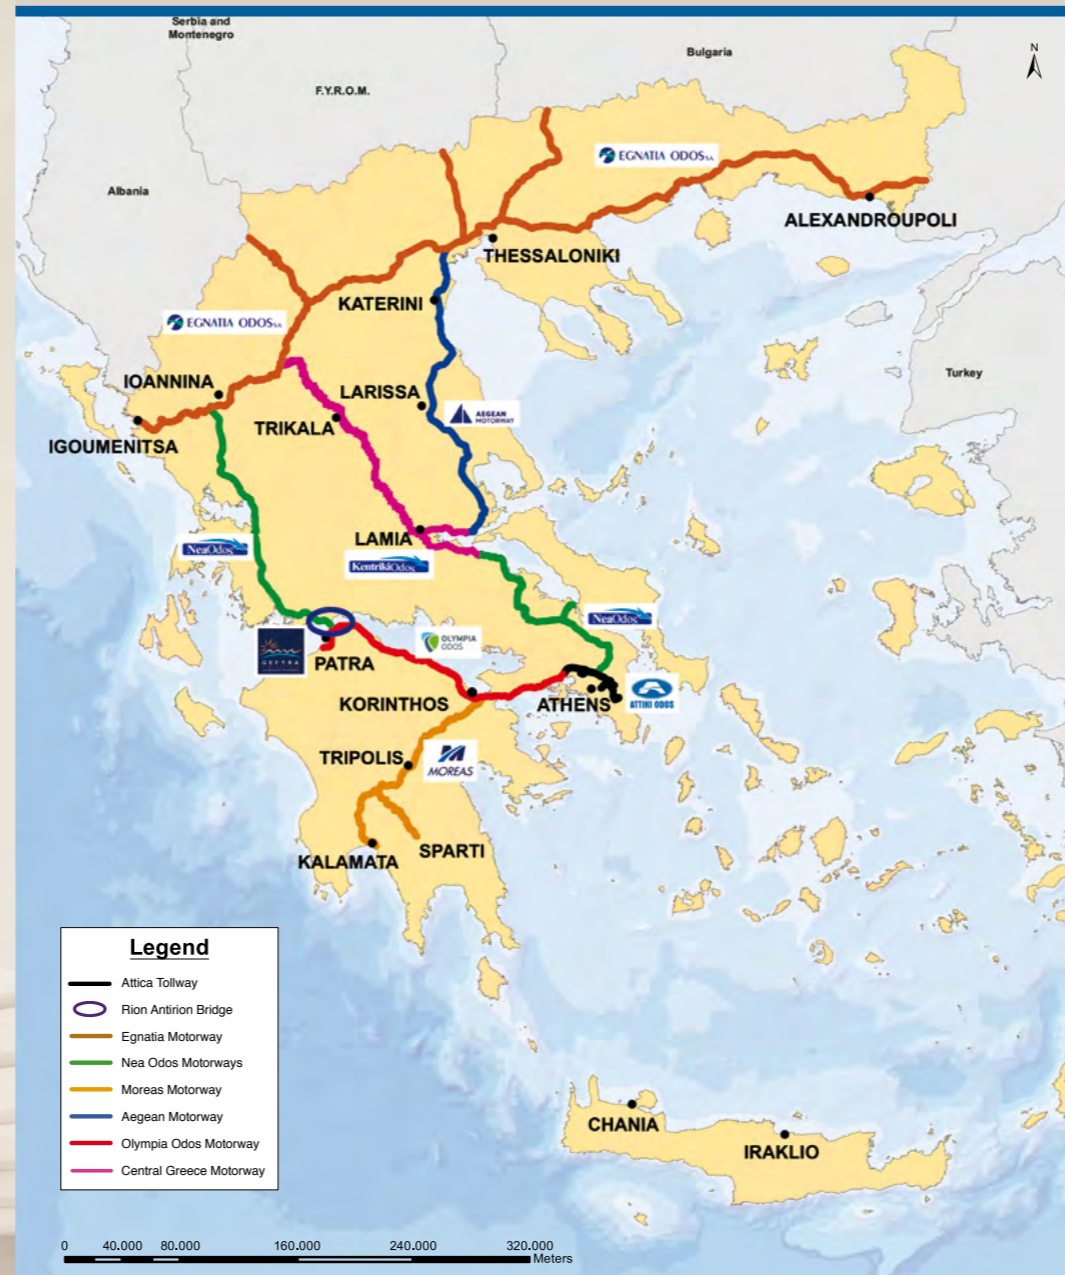 Serbia and
Montenegro
Bulgaria
N
F.Y.R.O.M.
EGNATIA ODOS S.A.
Albania
ALEXANDROUPOLI
THESSALONIKI
KATERINI
EGNATIA ODOS S.A.
IOANNINA
LARISSA
Turkey
AEGEAN
MOTORWAY
TRIKALA
IGOUMENITSA
LAMIA
NeaOdos
KentrikiOdos
NeaOdos
OLYMPIA
ODOS
GEFYRA
PATRA
KORINTHOS
ATHENS
ATTIKI ODOS
TRIPOLIS
MOREAS
SPARTI
KALAMATA
Legend
Attica Tollway
Rion Antirion Bridge
Egnatia Motorway
Nea Odos Motorways
Moreas Motorway
Aegean Motorway
Olympia Odos Motorway
Central Greece Motorway
CHANIA
IRAKLIO
0 40.000 80.000 160.000 240.000 320.000
Meters